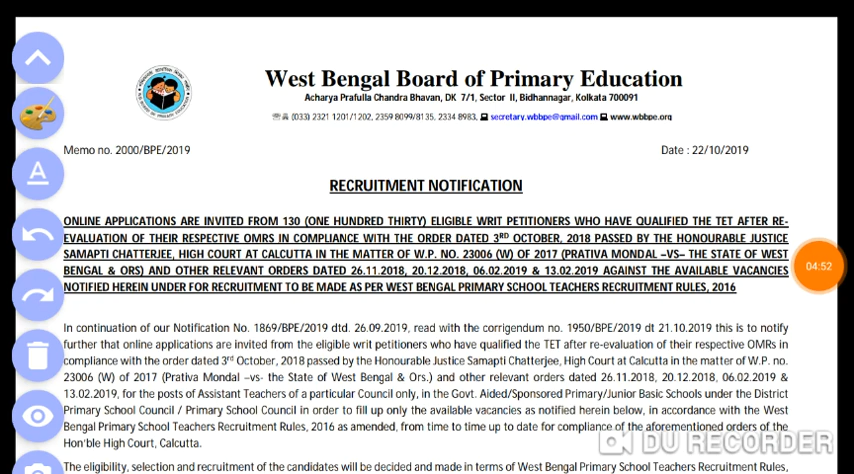 West Bengal Board of Primary Education
Acharya Prafulla Chandra Bhavan, DK 7/1, Sector II, Bidhannagar, Kolkata 700091
(033) 2321 1201/1202, 2359 8099/8135, 2334 8983, secretary.wbbpe@gmail.com www.wbbpe.org
Memo no. 2000/BPE/2019 Date : 22/10/2019
RECRUITMENT NOTIFICATION
ONLINE APPLICATIONS ARE INVITED FROM 130 (ONE HUNDRED THIRTY) ELIGIBLE WRIT PETITIONERS WHO HAVE QUALIFIED THE TET AFTER RE-
EVALUATION OF THEIR RESPECTIVE OMRS IN COMPLIANCE WITH THE ORDER DATED 3RD OCTOBER, 2018 PASSED BY THE HONOURABLE JUSTICE
SAMAPTI CHATTERJEE, HIGH COURT AT CALCUTTA IN THE MATTER OF W.P. NO. 23006 (W) OF 2017 (PRATIVA MONDAL –VS– THE STATE OF WEST
BENGAL & ORS) AND OTHER RELEVANT ORDERS DATED 26.11.2018, 20.12.2018, 06.02.2019 & 13.02.2019 AGAINST THE AVAILABLE VACANCIES
NOTIFIED HEREIN UNDER FOR RECRUITMENT TO BE MADE AS PER WEST BENGAL PRIMARY SCHOOL TEACHERS RECRUITMENT RULES, 2016
04:52
In continuation of our Notification No. 1869/BPE/2019 dtd. 26.09.2019, read with the corrigendum no. 1950/BPE/2019 dt 21.10.2019 this is to notify
further that online applications are invited from the eligible writ petitioners who have qualified the TET after re-evaluation of their respective OMRs in
compliance with the order dated 3rd October, 2018 passed by the Honourable Justice Samapti Chatterjee, High Court at Calcutta in the matter of W.P. no.
23006 (W) of 2017 (Prativa Mondal –vs- the State of West Bengal & Ors.) and other relevant orders dated 26.11.2018, 20.12.2018, 06.02.2019 &
13.02.2019, for the posts of Assistant Teachers of a particular Council only, in the Govt. Aided/Sponsored Primary/Junior Basic Schools under the District
Primary School Council / Primary School Council in order to fill up only the available vacancies as notified herein below, in accordance with the West
Bengal Primary School Teachers Recruitment Rules, 2016 as amended, from time to time up to date for compliance of the aforementioned orders of the
Hon'ble High Court, Calcutta.
DU RECORDER
The eligibility, selection and recruitment of the candidates will be decided and made in terms of West Bengal Primary School Teachers Recruitment Rules,